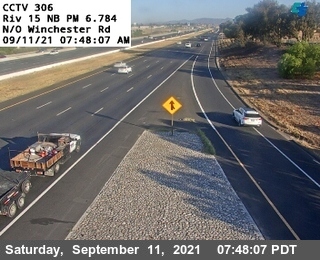 CCTV 306
Riv 15 NB PM 6.784
N/O Winchester Rd
09/11/21 07:48:07 AM
Saturday, September 11, 2021 07:48:07 PDT